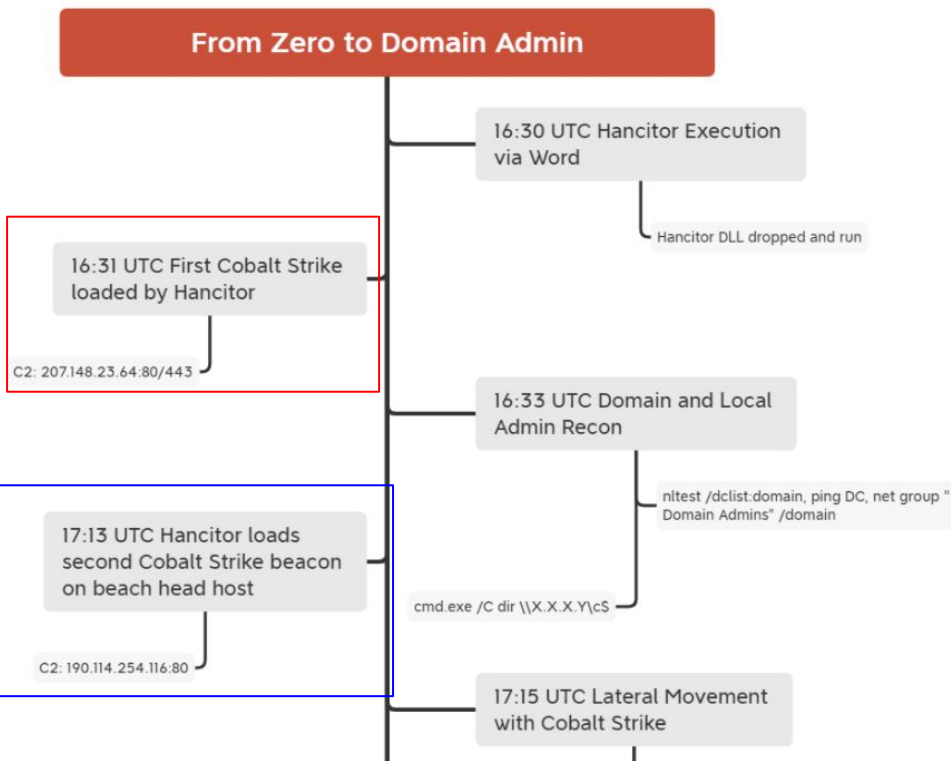 From Zero to Domain Admin
16:30 UTC Hancitor Execution
via Word
Hancitor DLL dropped and run
16:31 UTC First Cobalt Strike
loaded by Hancitor
C2: 207.148.23.64:80/443
16:33 UTC Domain and Local
Admin Recon
nltest /dclist:domain, ping DC, net group "
Domain Admins" /domain
cmd.exe /C dir \\X.X.X.Y\c$
17:13 UTC Hancitor loads
second Cobalt Strike beacon
on beach head host
C2: 190.114.254.116:80
17:15 UTC Lateral Movement
with Cobalt Strike